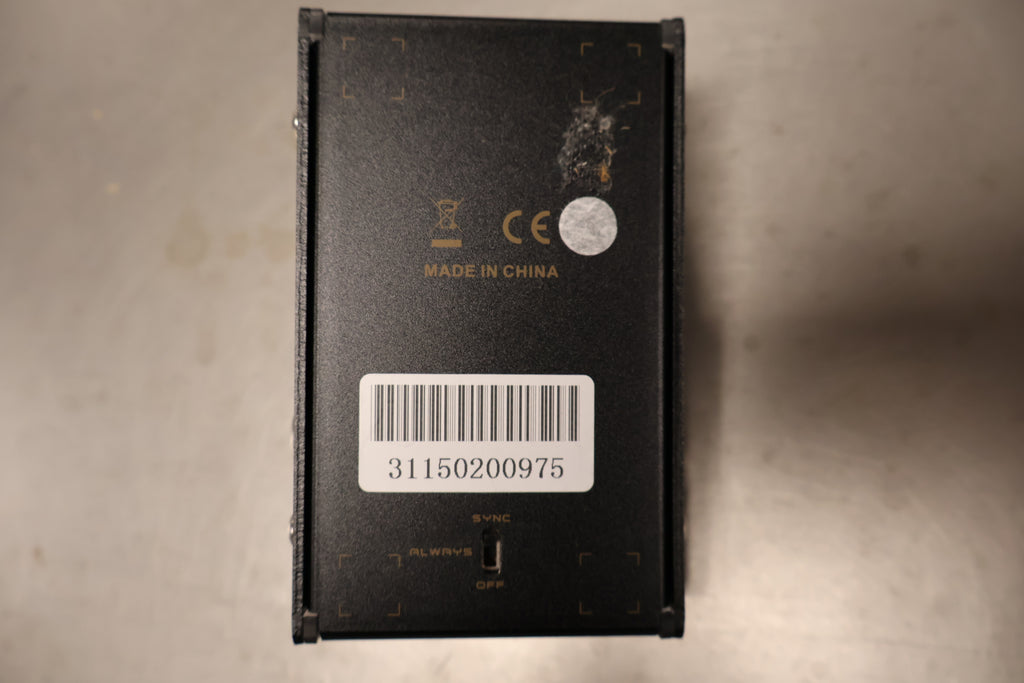 CE
MADE IN CHINA
31150200975
SYNC
ALWAYS
OFF